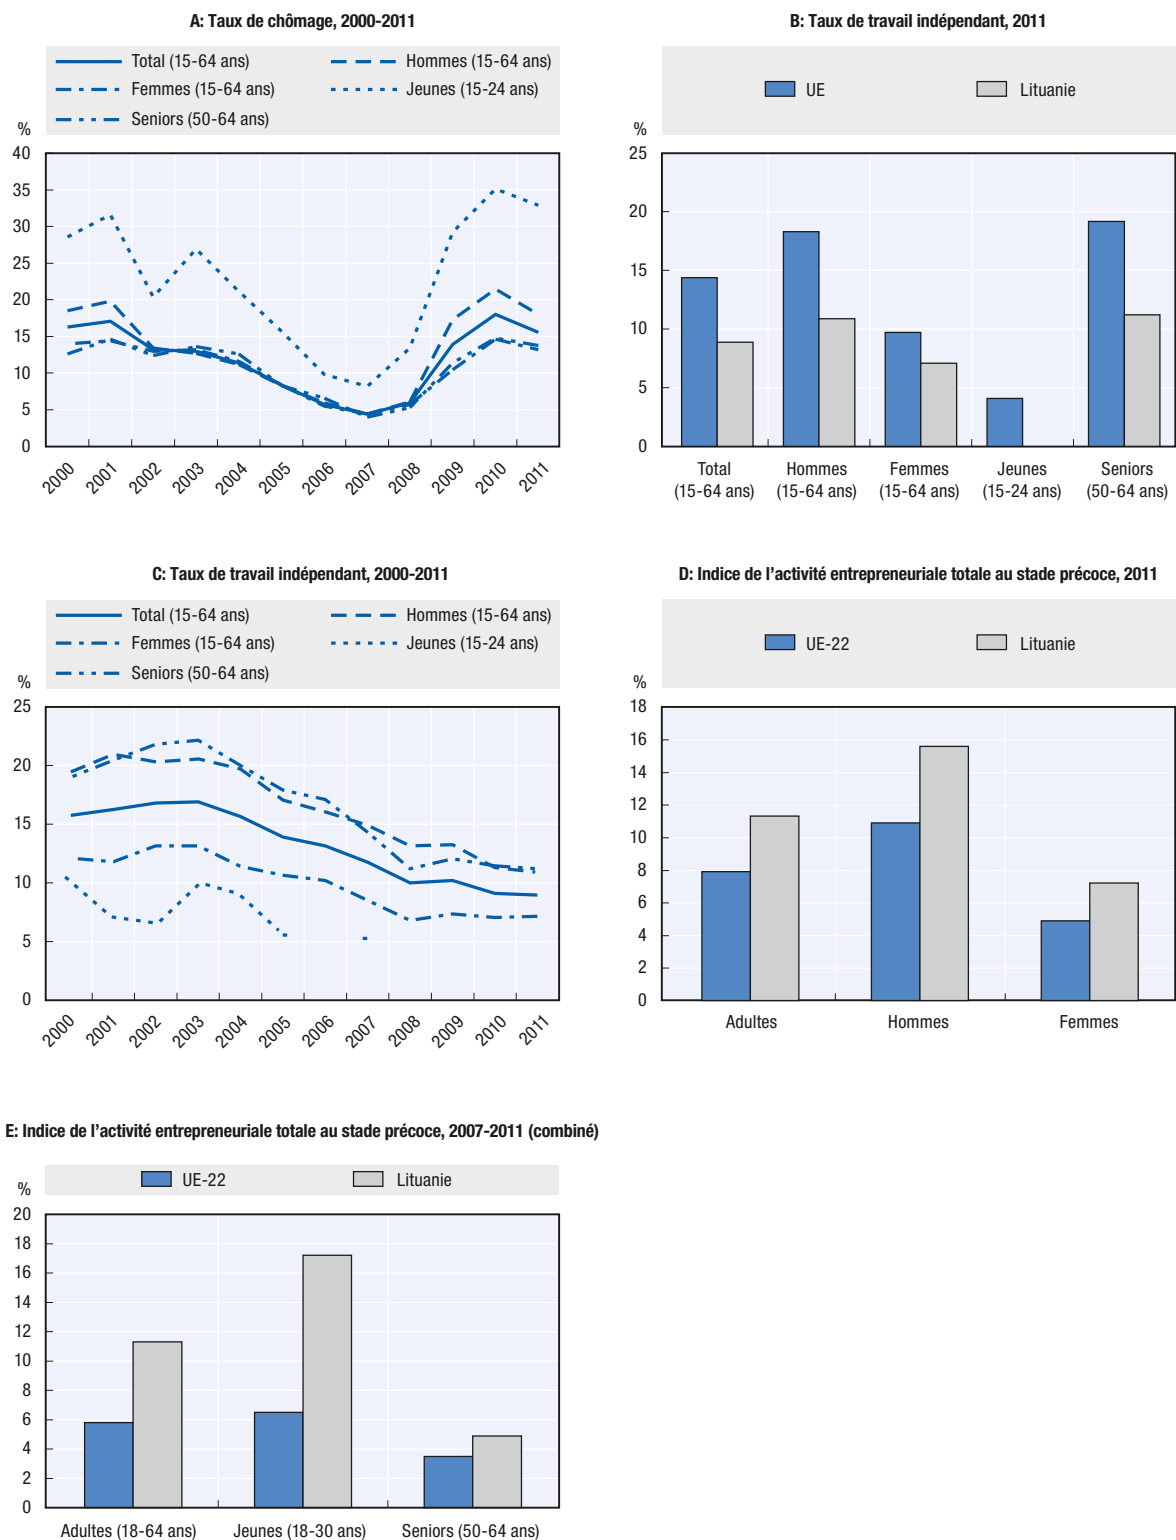 A: Taux de chômage, 2000-2011
Total (15-64 ans)
Hommes (15-64 ans)
Femmes (15-64 ans)
Jeunes (15-24 ans)
Seniors (50-64 ans)
%
40
35
30
25
20
15
10
5
0
2000 2001 2002 2003 2004 2005 2006 2007 2008 2009 2010 2011
B: Taux de travail indépendant, 2011
UE
Lituanie
%
25
20
15
10
5
0
Total (15-64 ans)
Hommes (15-64 ans)
Femmes (15-64 ans)
Jeunes (15-24 ans)
Seniors (50-64 ans)
C: Taux de travail indépendant, 2000-2011
Total (15-64 ans)
Hommes (15-64 ans)
Femmes (15-64 ans)
Jeunes (15-24 ans)
Seniors (50-64 ans)
%
25
20
15
10
5
0
2000 2001 2002 2003 2004 2005 2006 2007 2008 2009 2010 2011
D: Indice de l’activité entrepreneuriale totale au stade précoce, 2011
UE-22
Lituanie
%
18
16
14
12
10
8
6
4
2
0
Adultes
Hommes
Femmes
E: Indice de l’activité entrepreneuriale totale au stade précoce, 2007-2011 (combiné)
UE-22
Lituanie
%
20
18
16
14
12
10
8
6
4
2
0
Adultes (18-64 ans)
Jeunes (18-30 ans)
Seniors (50-64 ans)